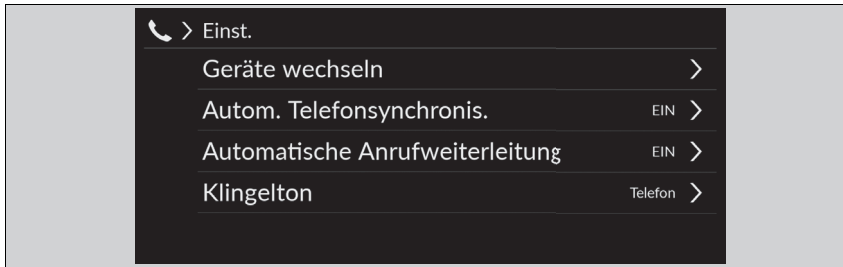 Einst.
Geräte wechseln
Autom. Telefonsynchronis. EIN
Automatische Anrufweiterleitung EIN
Klingelton Telefon